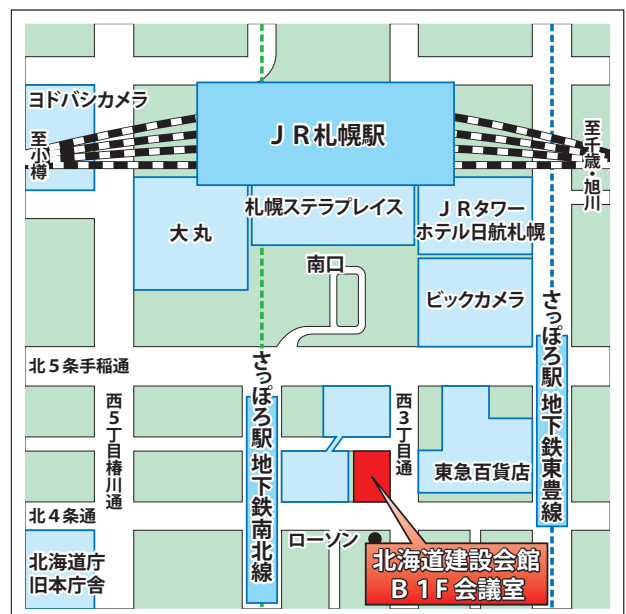 ヨドバシカメラ
至小樽
JR札幌駅
至千歳・旭川
大丸
札幌ステラプレイス
JRタワー
ホテル日航札幌
南口
ビックカメラ
さっぽろ駅 地下鉄東豊線
北5条手稲通
さっぽろ駅 地下鉄南北線
西5丁目椿川通
西3丁目通
東急百貨店
北4条通
ローソン
北海道庁
旧本庁舎
北海道建設会館
B1F会議室